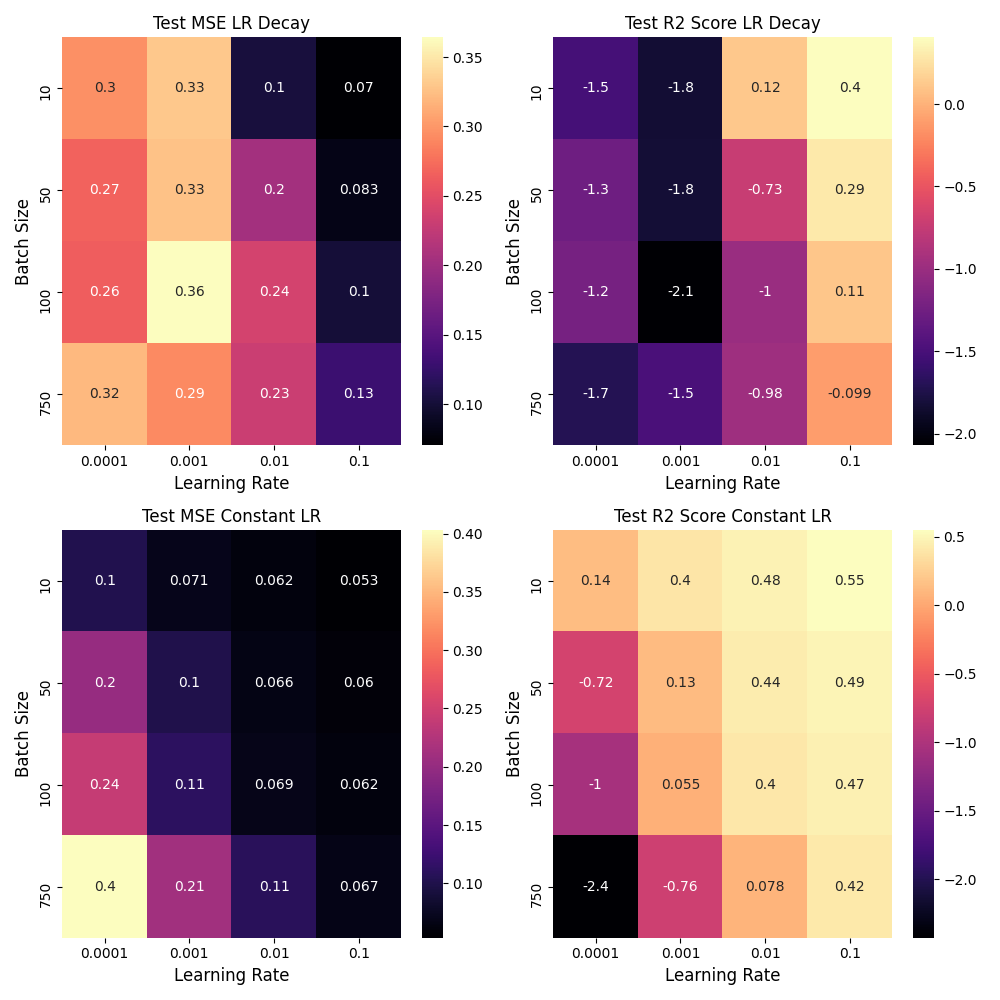 Test MSE LR Decay
Batch Size
10 0.3 0.33 0.1 0.07
50 0.27 0.33 0.2 0.083
100 0.26 0.36 0.24 0.1
750 0.32 0.29 0.23 0.13
0.0001 0.001 0.01 0.1
Learning Rate
0.35
0.30
0.25
0.20
0.15
0.10
Test R2 Score LR Decay
Batch Size
10 -1.5 -1.8 0.12 0.4
50 -1.3 -1.8 -0.73 0.29
100 -1.2 -2.1 -1 0.11
750 -1.7 -1.5 -0.98 -0.099
0.0001 0.001 0.01 0.1
Learning Rate
0.0
−0.5
−1.0
−1.5
−2.0
Test MSE Constant LR
Batch Size
10 0.1 0.071 0.062 0.053
50 0.2 0.1 0.066 0.06
100 0.24 0.11 0.069 0.062
750 0.4 0.21 0.11 0.067
0.0001 0.001 0.01 0.1
Learning Rate
0.40
0.35
0.30
0.25
0.20
0.15
0.10
Test R2 Score Constant LR
Batch Size
10 0.14 0.4 0.48 0.55
50 -0.72 0.13 0.44 0.49
100 -1 0.055 0.4 0.47
750 -2.4 -0.76 0.078 0.42
0.0001 0.001 0.01 0.1
Learning Rate
0.5
0.0
−0.5
−1.0
−1.5
−2.0